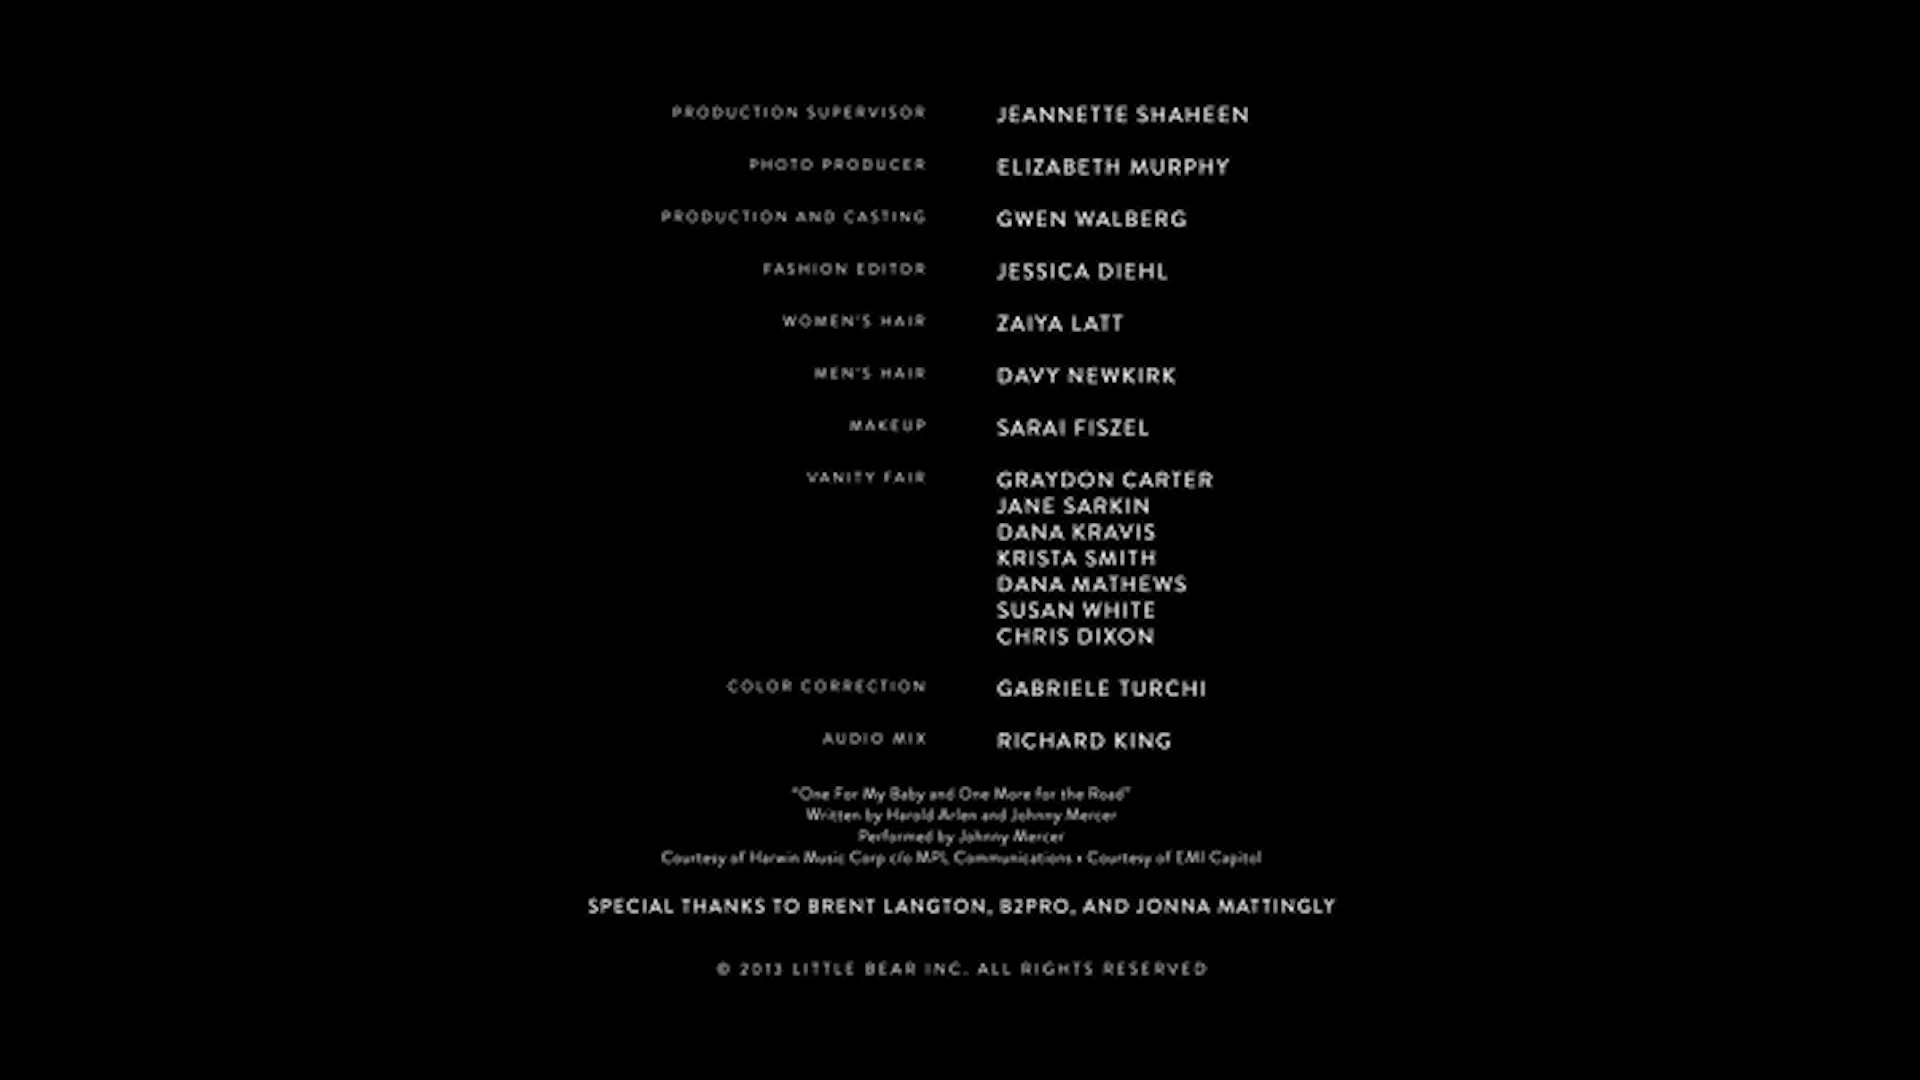 PRODUCTION SUPERVISOR JEANNETTE SHAHEEN
PHOTO PRODUCER ELIZABETH MURPHY
PRODUCTION AND CASTING GWEN WALBERG
FASHION EDITOR JESSICA DIEHL
WOMEN'S HAIR ZAIYA LATT
MEN'S HAIR DAVY NEWKIRK
MAKEUP SARAI FISZEL
VANITY FAIR GRAYDON CARTER
JANE SARKIN
DANA KRAVIS
KRISTA SMITH
DANA MATHEWS
SUSAN WHITE
CHRIS DIXON
COLOR CORRECTION GABRIELE TURCHI
AUDIO MIX RICHARD KING
"One For My Baby and One More for the Road"
Written by Harold Arlen and Johnny Mercer
Performed by Johnny Mercer
Courtesy of Harwin Music Corp c/o MPL Communications • Courtesy of EMI Capitol
SPECIAL THANKS TO BRENT LANGTON, B2PRO, AND JONNA MATTINGLY
© 2013 LITTLE BEAR INC. ALL RIGHTS RESERVED